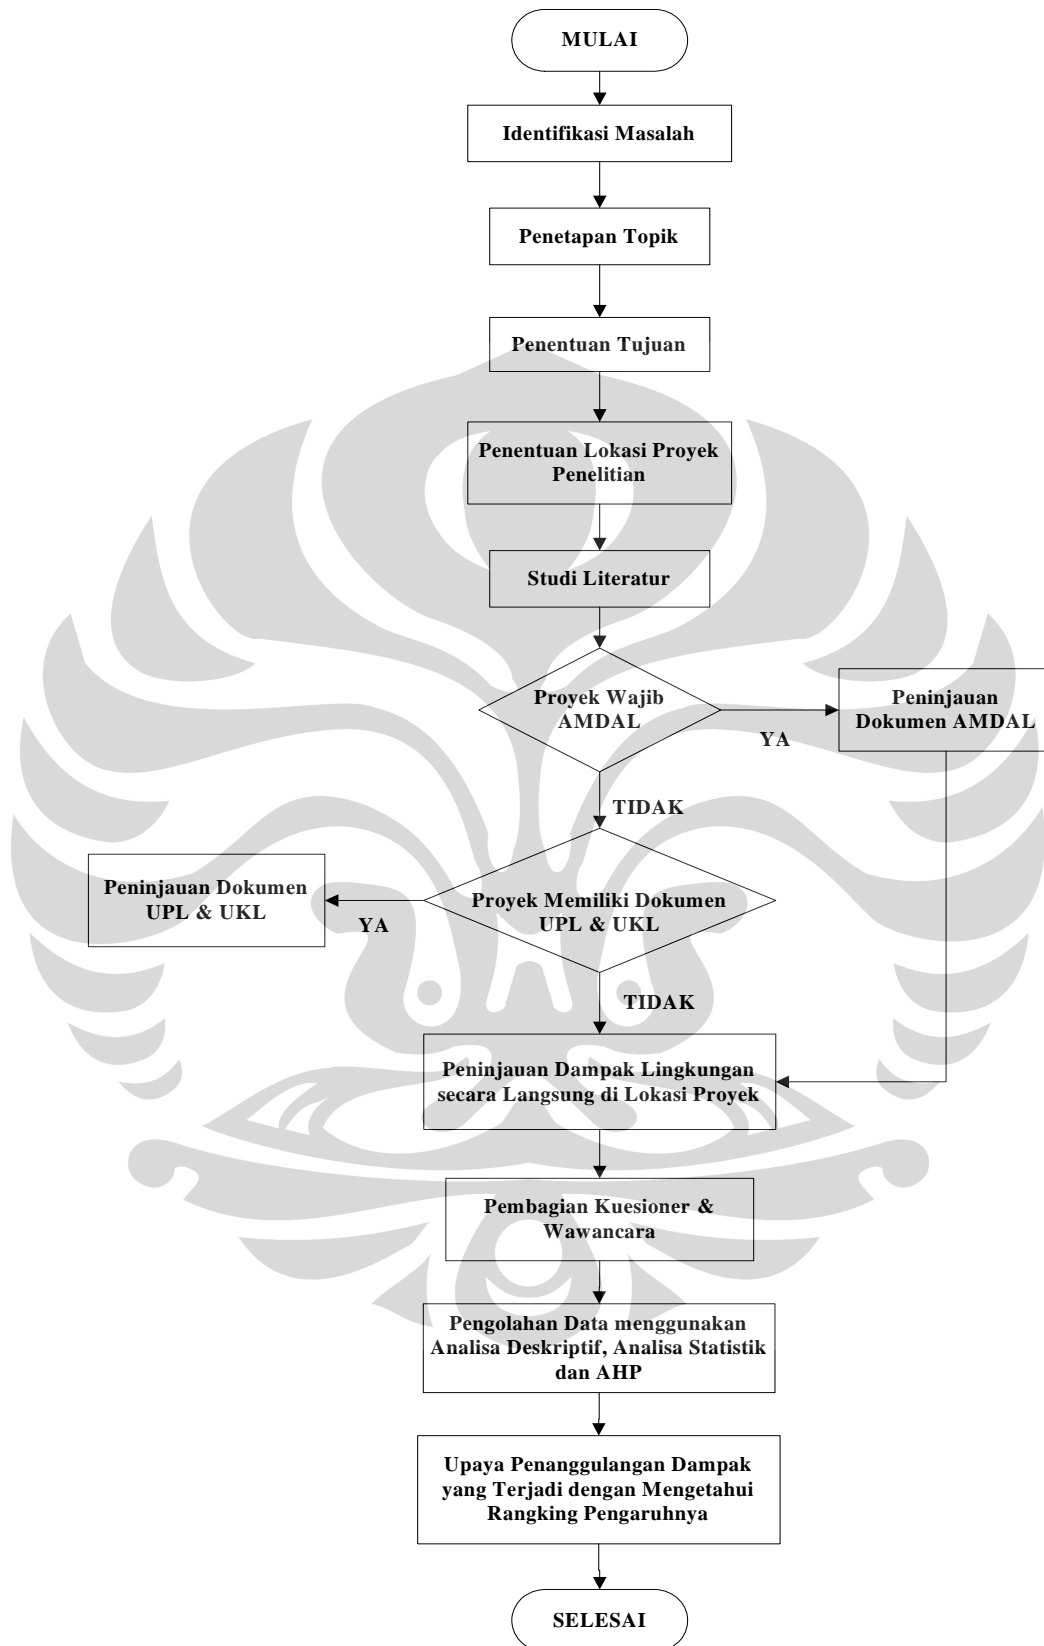 MULAI
Identifikasi Masalah
Penetapan Topik
Penentuan Tujuan
Penentuan Lokasi Proyek
Penelitian
Studi Literatur
Proyek Wajib
AMDAL
YA
Peninjauan
Dokumen AMDAL
TIDAK
Proyek Memiliki Dokumen
UPL & UKL
YA
Peninjauan Dokumen
UPL & UKL
TIDAK
Peninjauan Dampak Lingkungan
secara Langsung di Lokasi Proyek
Pembagian Kuesioner &
Wawancara
Pengolahan Data menggunakan
Analisa Deskriptif, Analisa Statistik
dan AHP
Upaya Penanggulangan Dampak
yang Terjadi dengan Mengetahui
Rangking Pengaruhnya
SELESAI